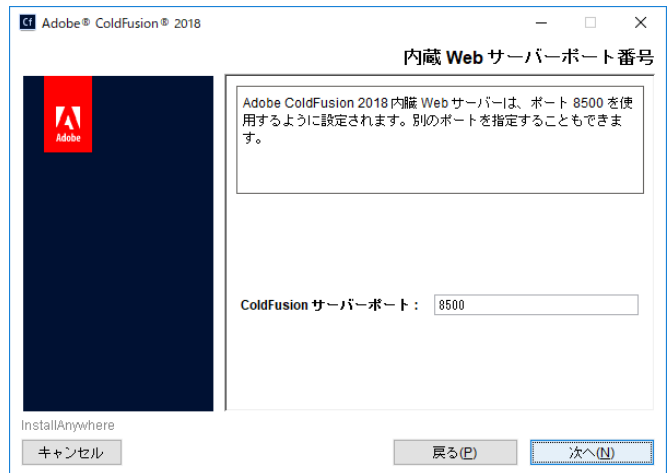 Adobe® ColdFusion® 2018
内蔵 Web サーバーポート番号
Adobe
Adobe ColdFusion 2018 内臓 Web サーバーは、ポート 8500 を使
用するように設定されます。別のポートを指定することもできま
す。
ColdFusion サーバーポート： 8500
InstallAnywhere
キャンセル 戻る(P) 次へ(N)